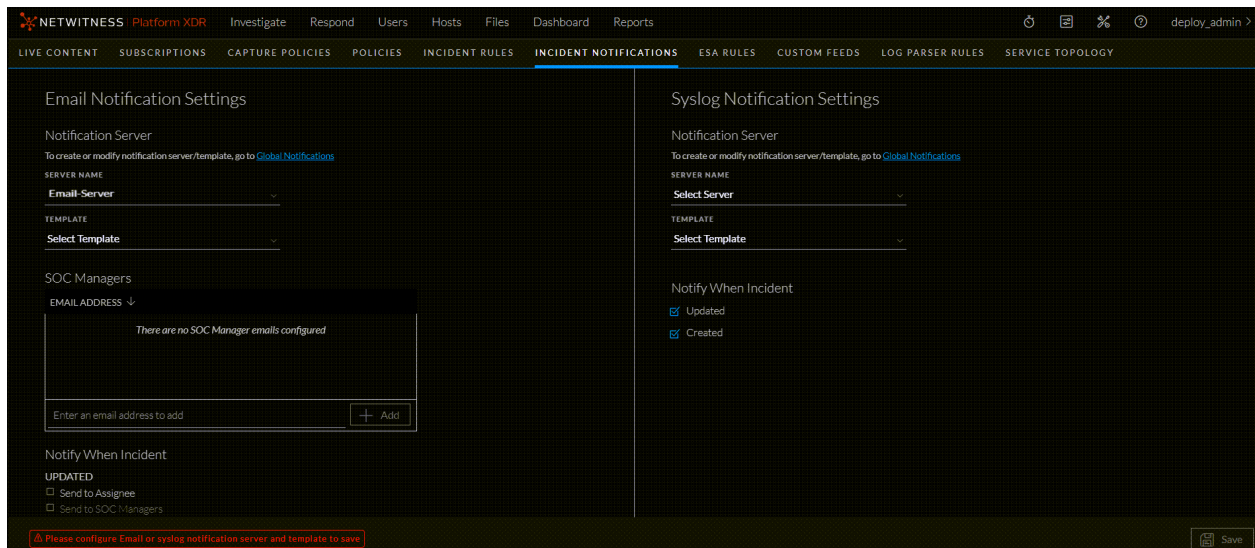 NETWITNESS Platform XDR Investigate Respond Users Hosts Files Dashboard Reports deploy_admin >
LIVE CONTENT SUBSCRIPTIONS CAPTURE POLICIES POLICIES INCIDENT RULES INCIDENT NOTIFICATIONS ESA RULES CUSTOM FEEDS LOG PARSER RULES SERVICE TOPOLOGY
Email Notification Settings
Notification Server
To create or modify notification server/template, go to Global Notifications
SERVER NAME
Email-Server
TEMPLATE
Select Template
SOC Managers
EMAIL ADDRESS ↓
There are no SOC Manager emails configured
Enter an email address to add
+ Add
Notify When Incident
UPDATED
Send to Assignee
Send to SOC Managers
Syslog Notification Settings
Notification Server
To create or modify notification server/template, go to Global Notifications
SERVER NAME
Select Server
TEMPLATE
Select Template
Notify When Incident
Updated
Created
Please configure Email or syslog notification server and template to save
Save